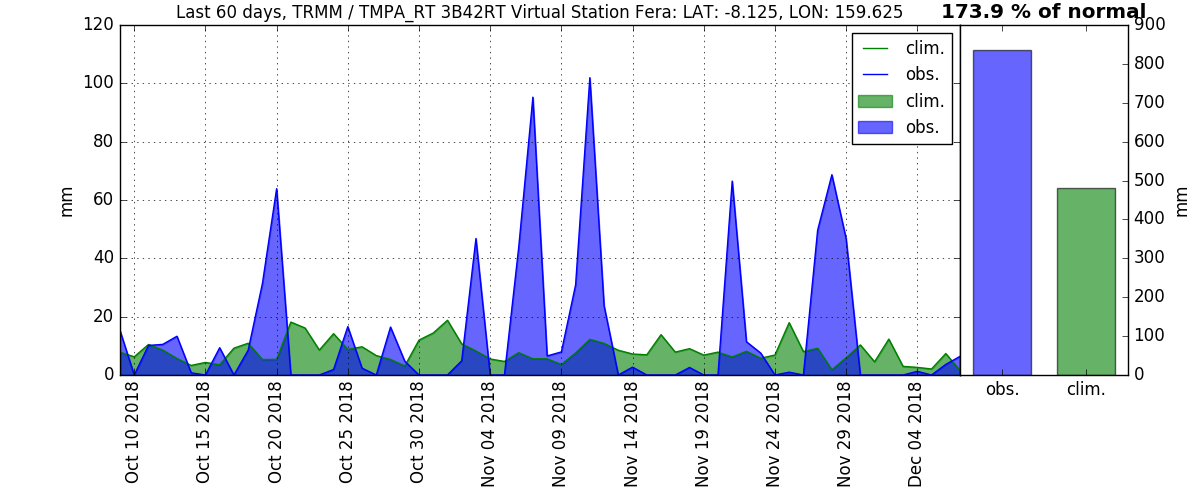 Last 60 days, TRMM / TMPA_RT 3B42RT Virtual Station Fera: LAT: -8.125, LON: 159.625
173.9 % of normal
120
100
80
60
40
20
0
mm
clim.
obs.
clim.
obs.
900
800
700
600
500
400
300
200
100
0
mm
Oct 10 2018
Oct 15 2018
Oct 20 2018
Oct 25 2018
Oct 30 2018
Nov 04 2018
Nov 09 2018
Nov 14 2018
Nov 19 2018
Nov 24 2018
Nov 29 2018
Dec 04 2018
obs.
clim.